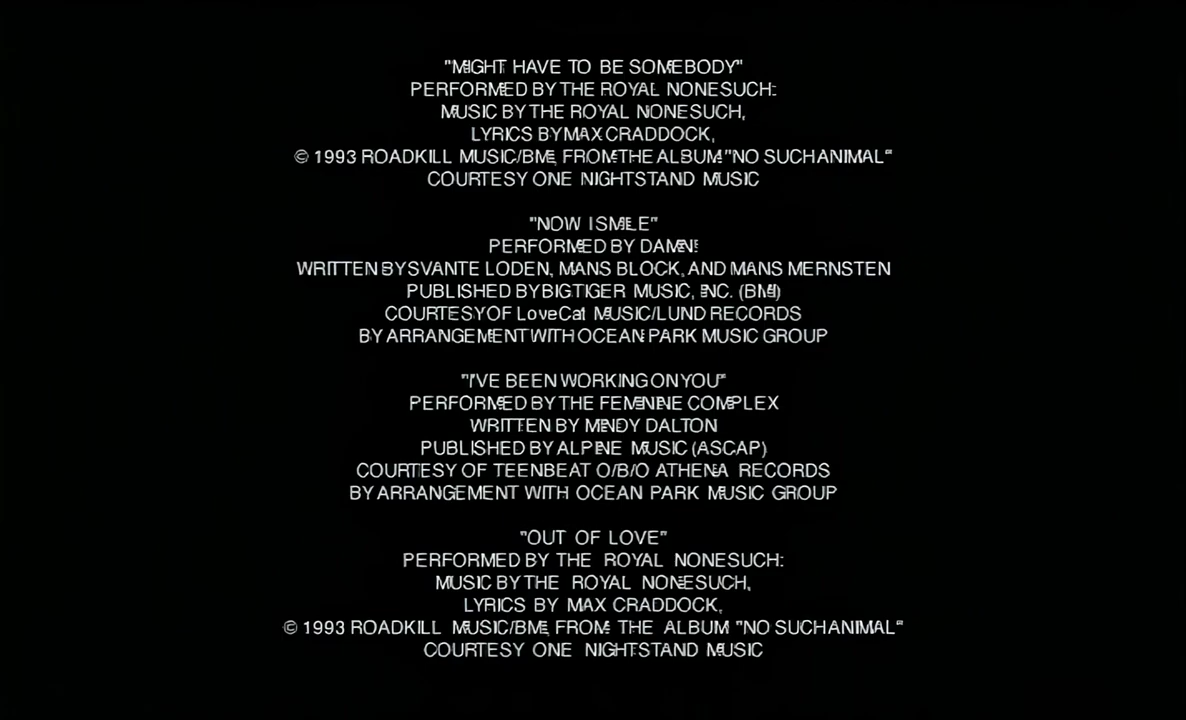 "MIGHT HAVE TO BE SOMEBODY"
PERFORMED BY THE ROYAL NONESUCH:
MUSIC BY THE ROYAL NONESUCH,
LYRICS BY MAX CRADDOCK,
© 1993 ROADKILL MUSIC/BMI, FROM THE ALBUM "NO SUCH ANIMAL"
COURTESY ONE NIGHTSTAND MUSIC
"NOW I SMILE"
PERFORMED BY DAMN!
WRITTEN BY SVANTE LODEN, MANS BLOCK, AND MANS MERNSTEN
PUBLISHED BY BIG TIGER MUSIC, INC. (BMI)
COURTESY OF LoveCat MUSIC/LUND RECORDS
BY ARRANGEMENT WITH OCEAN PARK MUSIC GROUP
"I'VE BEEN WORKING ON YOU"
PERFORMED BY THE FEMININE COMPLEX
WRITTEN BY MINDY DALTON
PUBLISHED BY ALPINE MUSIC (ASCAP)
COURTESY OF TEENBEAT O/B/O ATHENA RECORDS
BY ARRANGEMENT WITH OCEAN PARK MUSIC GROUP
"OUT OF LOVE"
PERFORMED BY THE ROYAL NONESUCH:
MUSIC BY THE ROYAL NONESUCH,
LYRICS BY MAX CRADDOCK,
© 1993 ROADKILL MUSIC/BMI, FROM THE ALBUM "NO SUCH ANIMAL"
COURTESY ONE NIGHTSTAND MUSIC